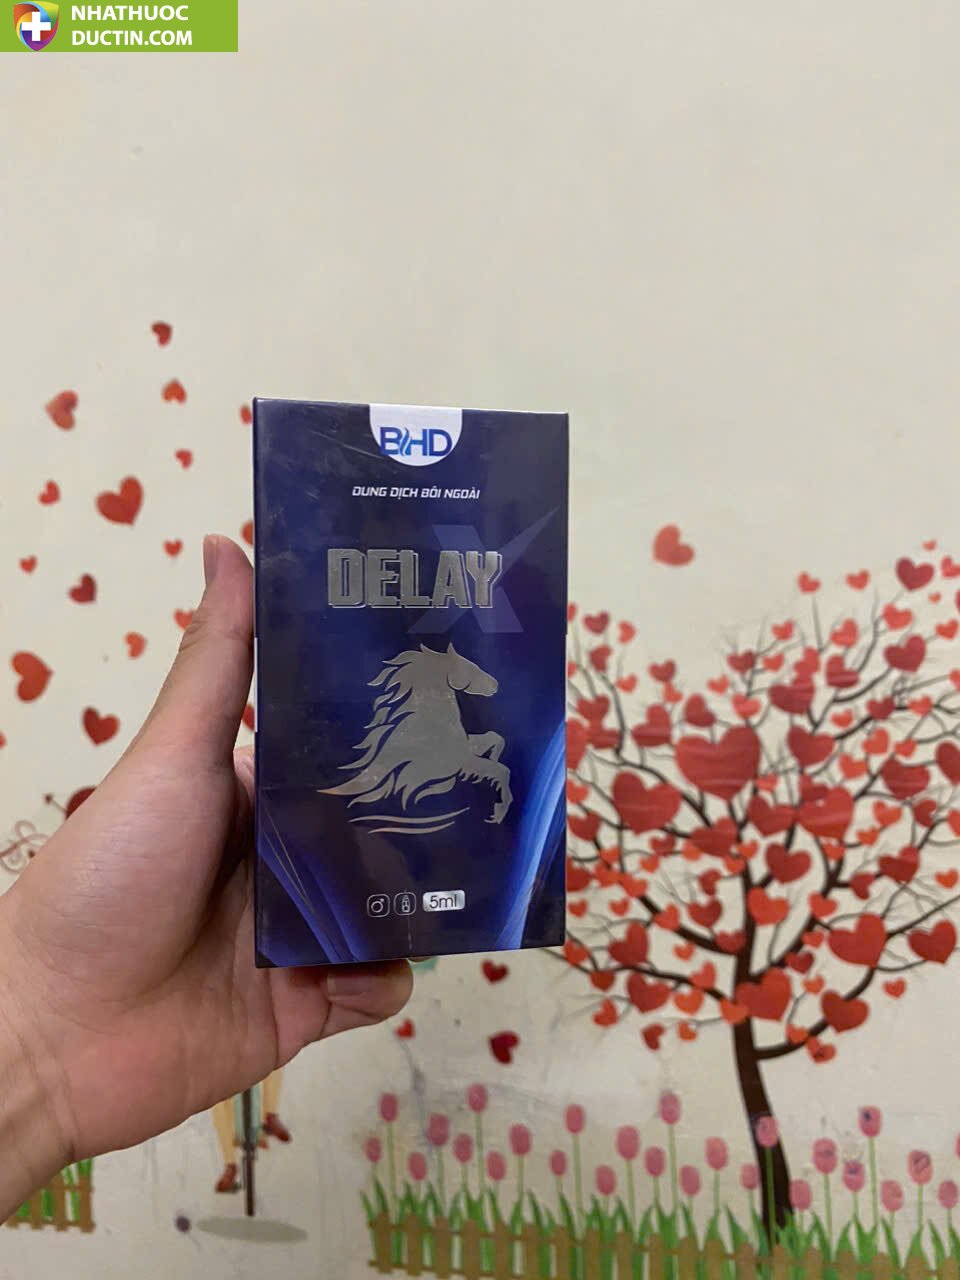 NHATHUOC
DUCTIN.COM
BHD
DUNG DỊCH BÔI NGOÀI
DELAY
X
5ml